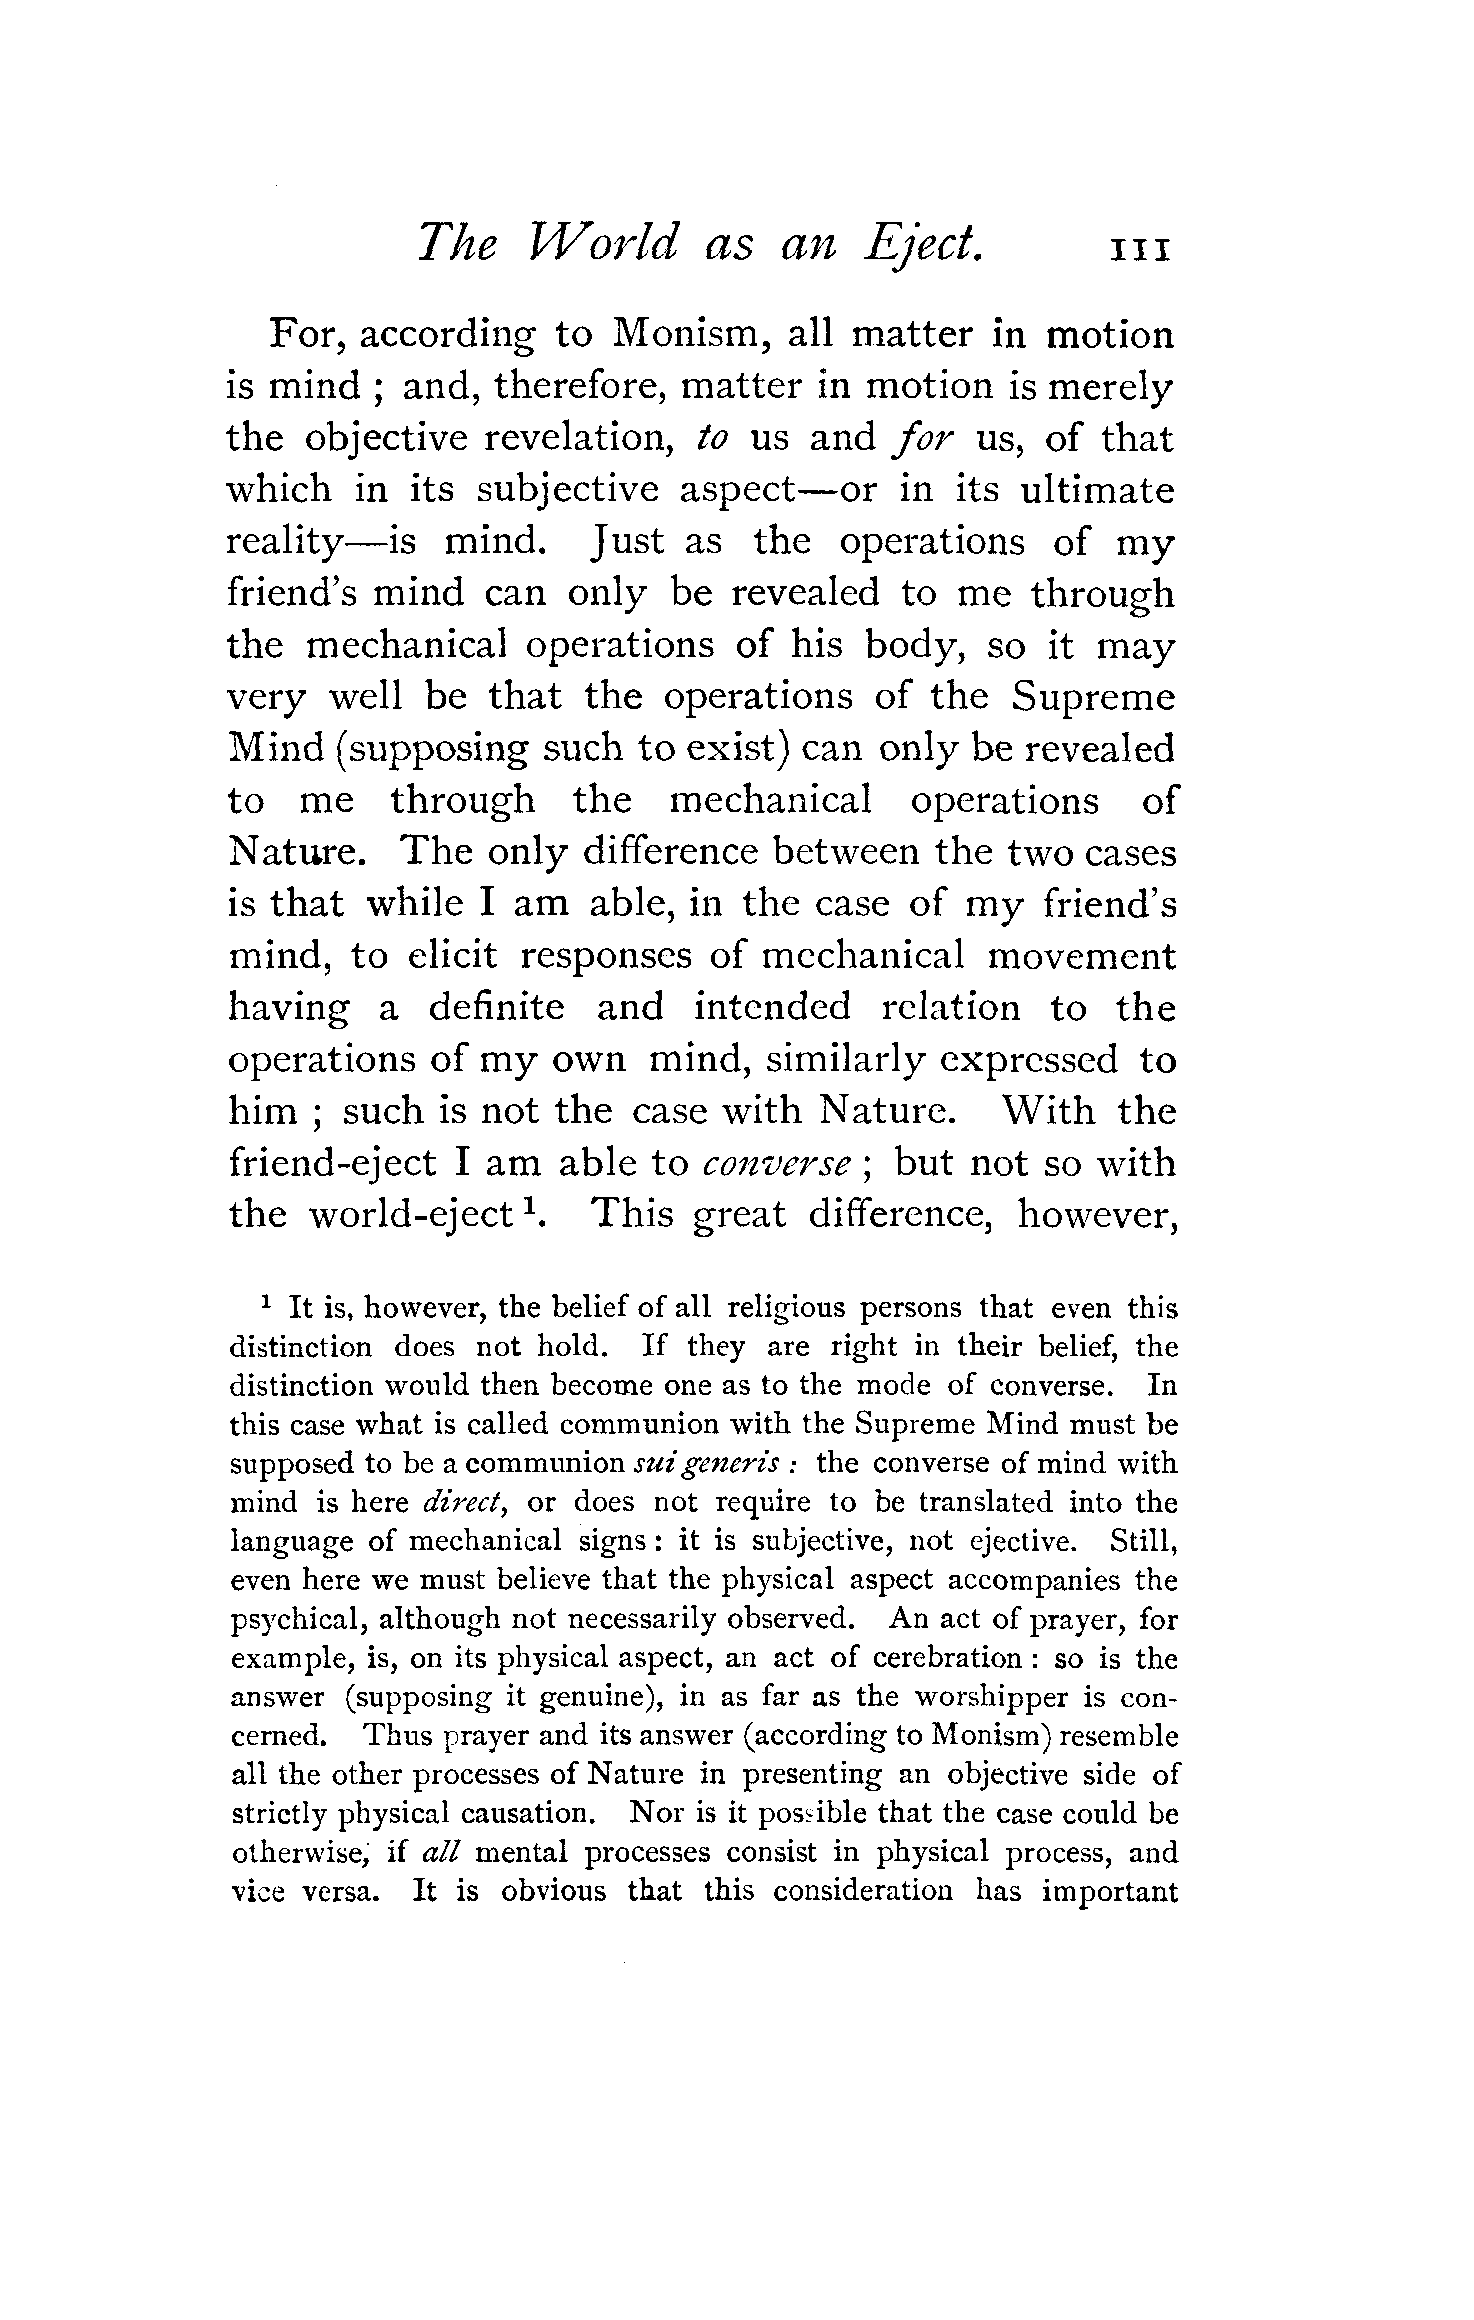 The World as an Eject. 111
For, according to Monism, all matter in motion
is mind ; and, therefore, matter in motion is merely
the objective revelation, to us and for us, of that
which in its subjective aspect—or in its ultimate
reality—is mind. Just as the operations of my
friend's mind can only be revealed to me through
the mechanical operations of his body, so it may
very well be that the operations of the Supreme
Mind (supposing such to exist) can only be revealed
to me through the mechanical operations of
Nature. The only difference between the two cases
is that while I am able, in the case of my friend's
mind, to elicit responses of mechanical movement
having a definite and intended relation to the
operations of my own mind, similarly expressed to
him ; such is not the case with Nature. With the
friend-eject I am able to converse ; but not so with
the world-eject ¹. This great difference, however,
¹ It is, however, the belief of all religious persons that even this
distinction does not hold. If they are right in their belief, the
distinction would then become one as to the mode of converse. In
this case what is called communion with the Supreme Mind must be
supposed to be a communion sui generis : the converse of mind with
mind is here direct, or does not require to be translated into the
language of mechanical signs : it is subjective, not ejective. Still,
even here we must believe that the physical aspect accompanies the
psychical, although not necessarily observed. An act of prayer, for
example, is, on its physical aspect, an act of cerebration : so is the
answer (supposing it genuine), in as far as the worshipper is con-
cerned. Thus prayer and its answer (according to Monism) resemble
all the other processes of Nature in presenting an objective side of
strictly physical causation. Nor is it possible that the case could be
otherwise, if all mental processes consist in physical process, and
vice versa. It is obvious that this consideration has important